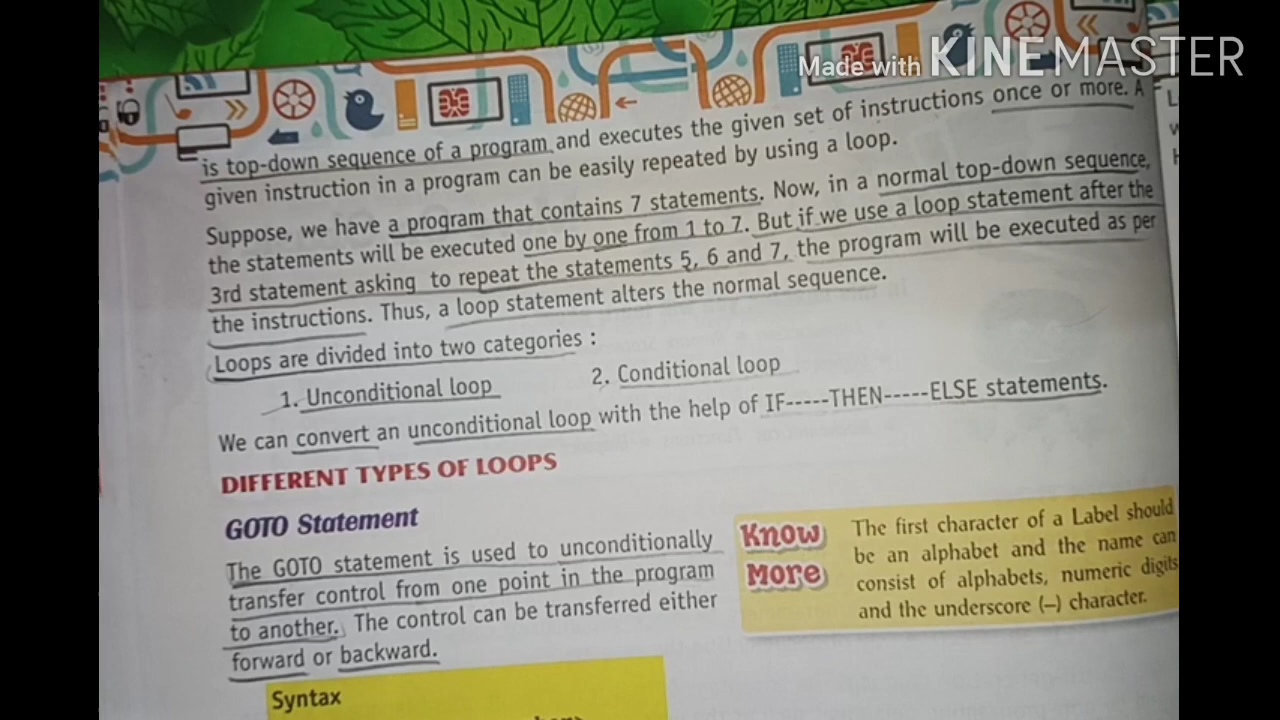 Made with KINEMASTER
is top-down sequence of a program and executes the given set of instructions once or more. A
given instruction in a program can be easily repeated by using a loop.
Suppose, we have a program that contains 7 statements. Now, in a normal top-down sequence,
the statements will be executed one by one from 1 to 7. But if we use a loop statement after the
3rd statement asking to repeat the statements 5, 6 and 7, the program will be executed as per
the instructions. Thus, a loop statement alters the normal sequence.
Loops are divided into two categories :
1. Unconditional loop 2. Conditional loop
We can convert an unconditional loop with the help of IF-----THEN-----ELSE statements.
DIFFERENT TYPES OF LOOPS
GOTO Statement
The GOTO statement is used to unconditionally
transfer control from one point in the program
to another. The control can be transferred either
forward or backward.
Know
More
The first character of a Label should
be an alphabet and the name can
consist of alphabets, numeric digits
and the underscore (–) character.
Syntax